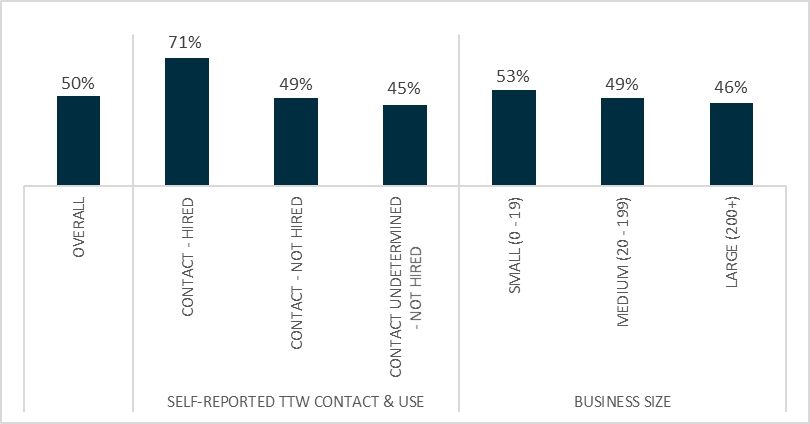 50%
71%
49%
45%
53%
49%
46%
OVERALL
CONTACT - HIRED
CONTACT - NOT HIRED
CONTACT UNDETERMINED
- NOT HIRED
SMALL (0 - 19)
MEDIUM (20 - 199)
LARGE (200+)
SELF-REPORTED TTW CONTACT & USE
BUSINESS SIZE